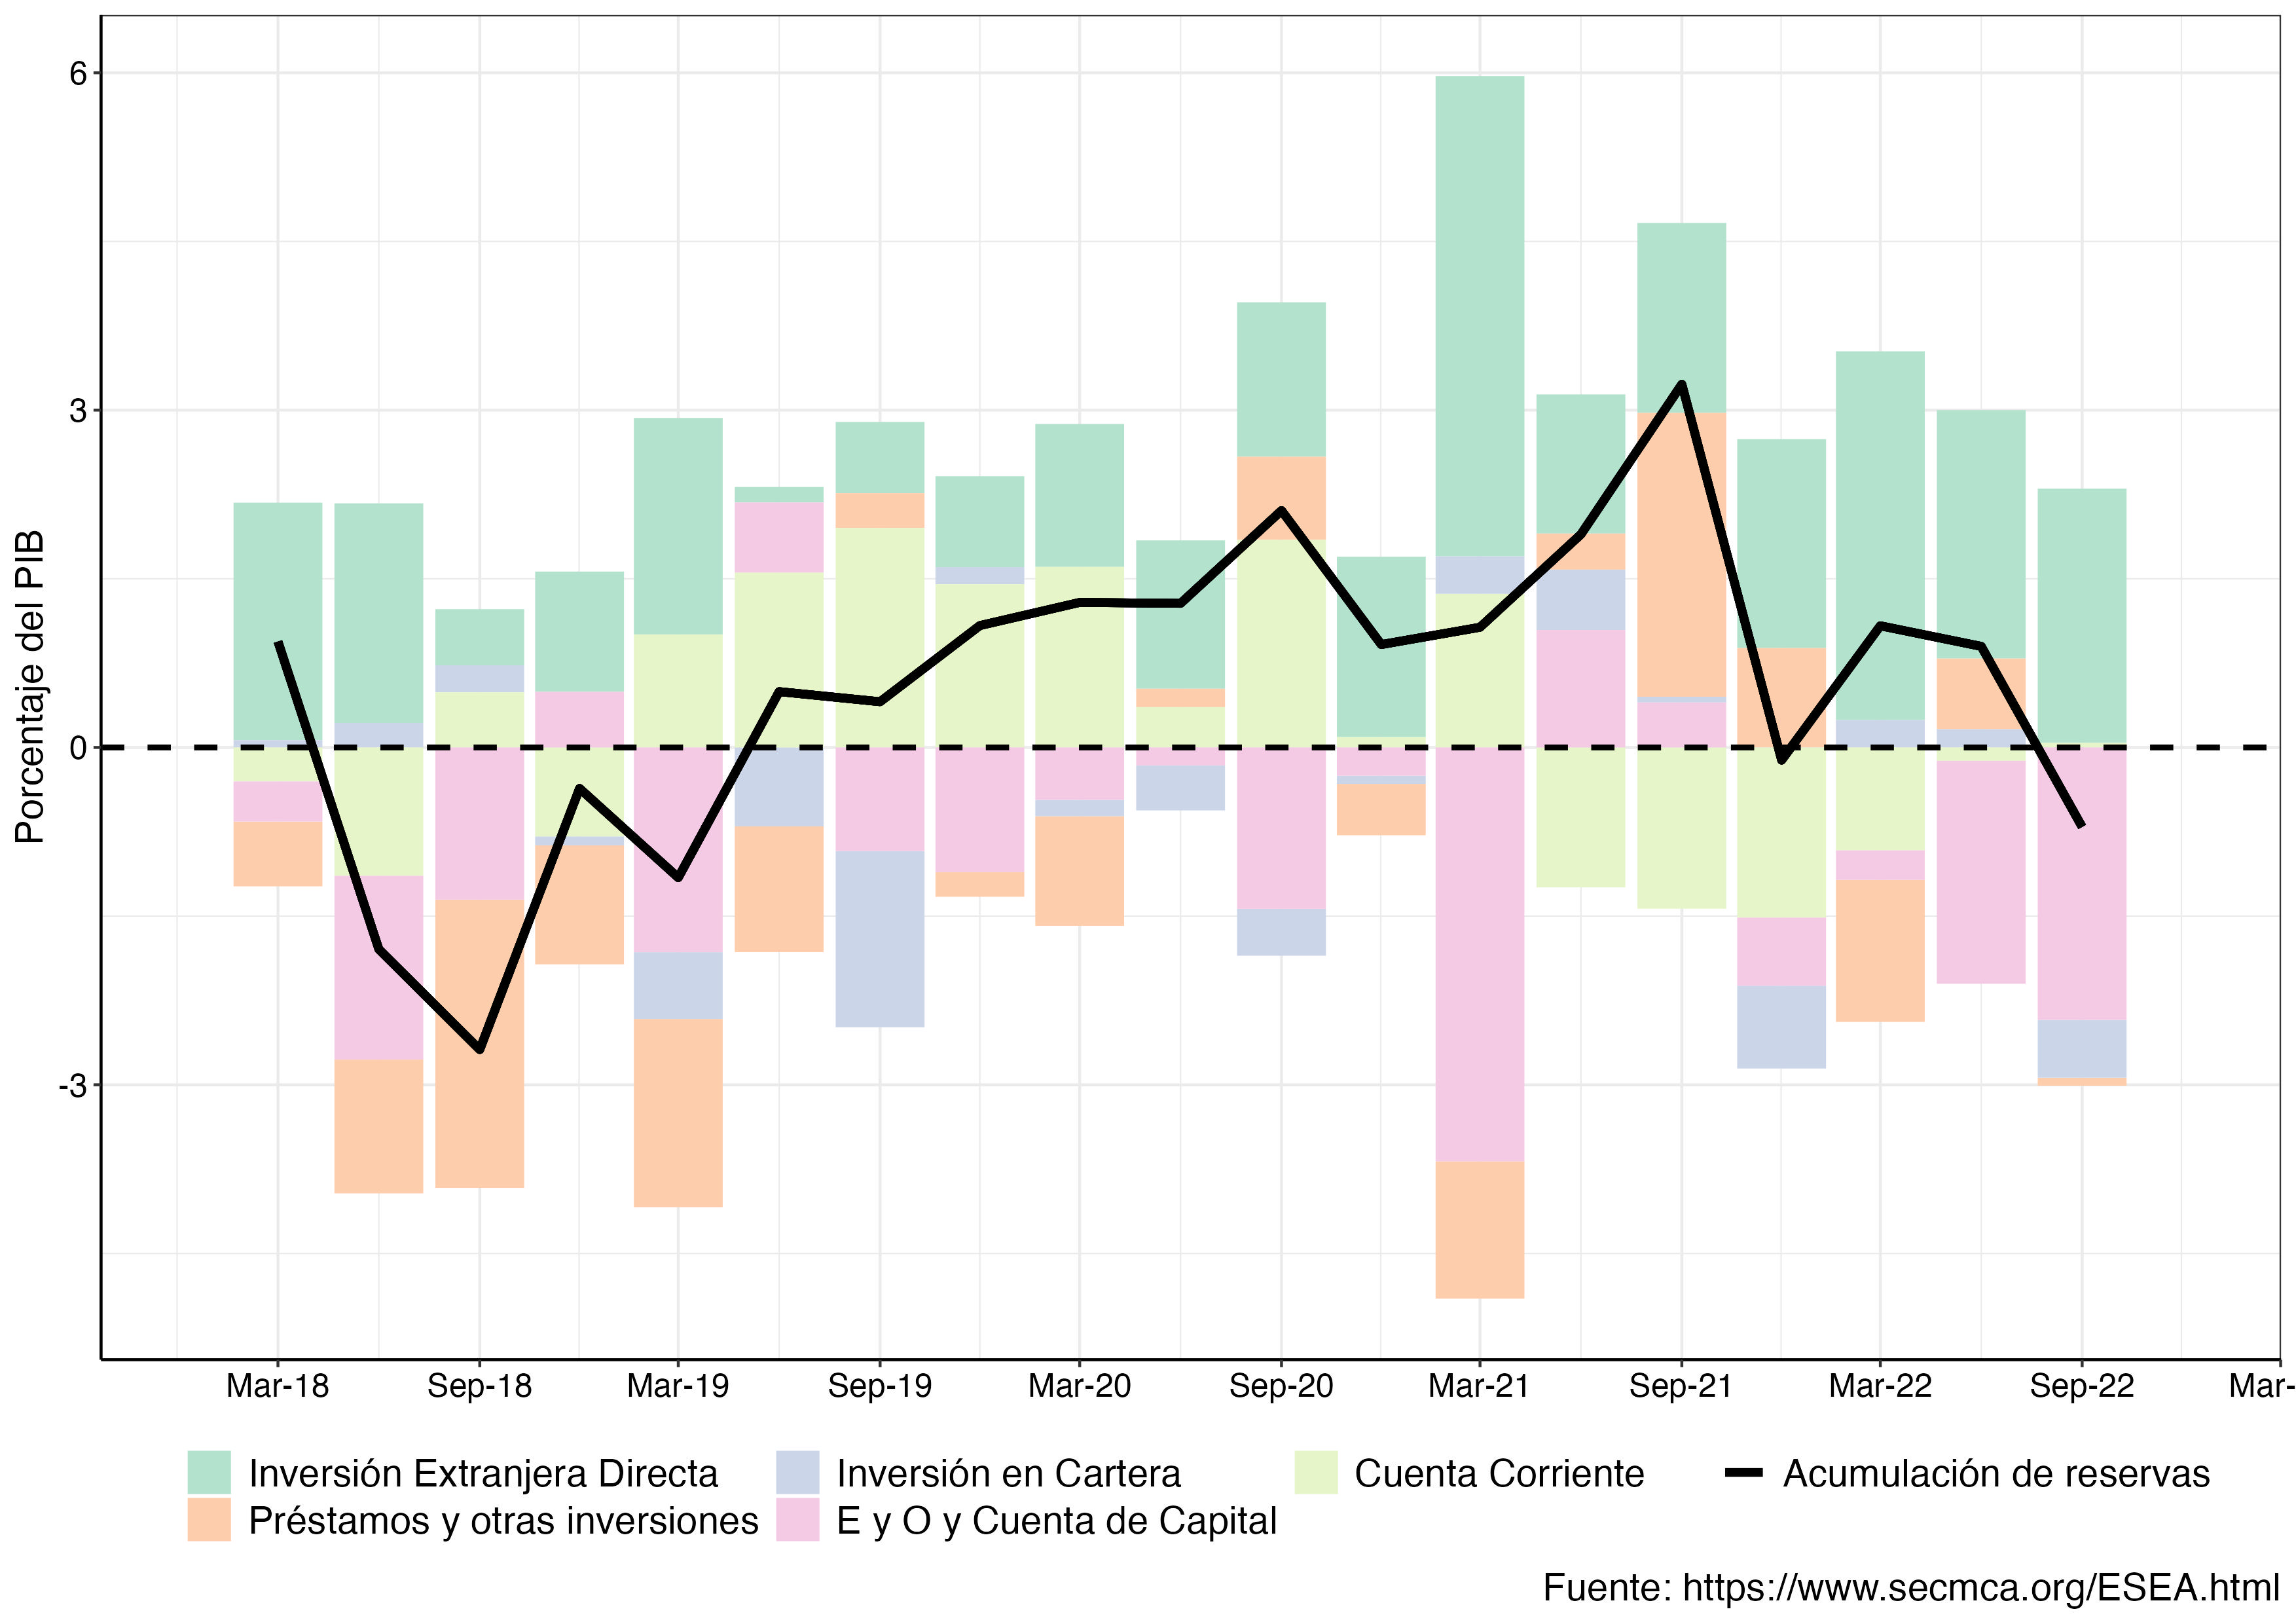 Porcentaje del PIB
6
3
0
-3
Mar-18 Sep-18 Mar-19 Sep-19 Mar-20 Sep-20 Mar-21 Sep-21 Mar-22 Sep-22 Mar-
Inversión Extranjera Directa Inversión en Cartera Cuenta Corriente Acumulación de reservas
Préstamos y otras inversiones E y O y Cuenta de Capital
Fuente: https://www.secmca.org/ESEA.html